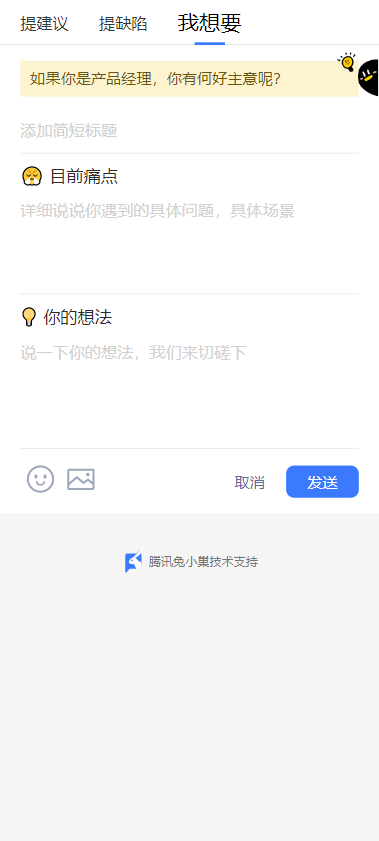 提建议 提缺陷 我想要
如果你是产品经理，你有何好主意呢？
添加简短标题
目前痛点
详细说说你遇到的具体问题，具体场景
你的想法
说一下你的想法，我们来切磋下
取消 发送
腾讯兔小巢技术支持